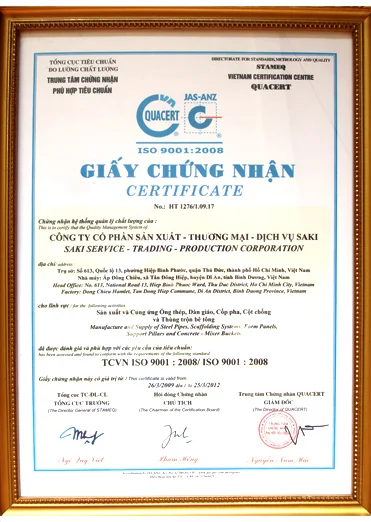 TỔNG CỤC TIÊU CHUẨN
ĐO LƯỜNG CHẤT LƯỢNG
TRUNG TÂM CHỨNG NHẬN
PHÙ HỢP TIÊU CHUẨN
DIRECTORATE FOR STANDARDS, METROLOGY AND QUALITY
STAMEQ
VIETNAM CERTIFICATION CENTRE
QUACERT
JAS-ANZ
QUACERT
ISO 9001:2008
GIẤY CHỨNG NHẬN
CERTIFICATE
No.: HT 1276/1.09.17
Chứng nhận hệ thống quản lý chất lượng của :
This is to certify that the Quality Management System of
CÔNG TY CỔ PHẦN SẢN XUẤT - THƯƠNG MẠI - DỊCH VỤ SAKI
SAKI SERVICE - TRADING - PRODUCTION CORPORATION
địa chỉ / address :
Trụ sở: Số 613, Quốc lộ 13, phường Hiệp Bình Phước, quận Thủ Đức, thành phố Hồ Chí Minh, Việt Nam
Nhà máy: Ấp Đông Chiêu, xã Tân Đông Hiệp, huyện Dĩ An, tỉnh Bình Dương, Việt Nam
Head Office: No. 613, National Road 13, Hiep Binh Phuoc Ward, Thu Duc District, Ho Chi Minh City, Vietnam
Factory: Dong Chieu Hamlet, Tan Dong Hiep Commune, Di An District, Binh Duong Province, Vietnam
cho lĩnh vực / for the following activities
Sản xuất và Cung ứng Ống thép, Dàn giáo, Cốp pha, Cột chống
và Thùng trộn bê tông
Manufacture and Supply of Steel Pipes, Scaffolding Systems, Form Panels,
Support Pillars and Concrete - Mixer Buckets
đã được đánh giá và phù hợp với các yêu cầu của tiêu chuẩn:
has been assessed and found to conform with the requirements of the following standard
TCVN ISO 9001 : 2008/ ISO 9001 : 2008
Giấy chứng nhận này có giá trị từ / This certificate is valid from
26/3/2009 đến / to 25/3/2012
Tổng cục TC-ĐL-CL
TỔNG CỤC TRƯỞNG
(The Director General of STAMEQ)
Hội đồng Chứng nhận
CHỦ TỊCH
(The Chairman of the Certification Board)
Trung tâm Chứng nhận QUACERT
GIÁM ĐỐC
(The Director of QUACERT)